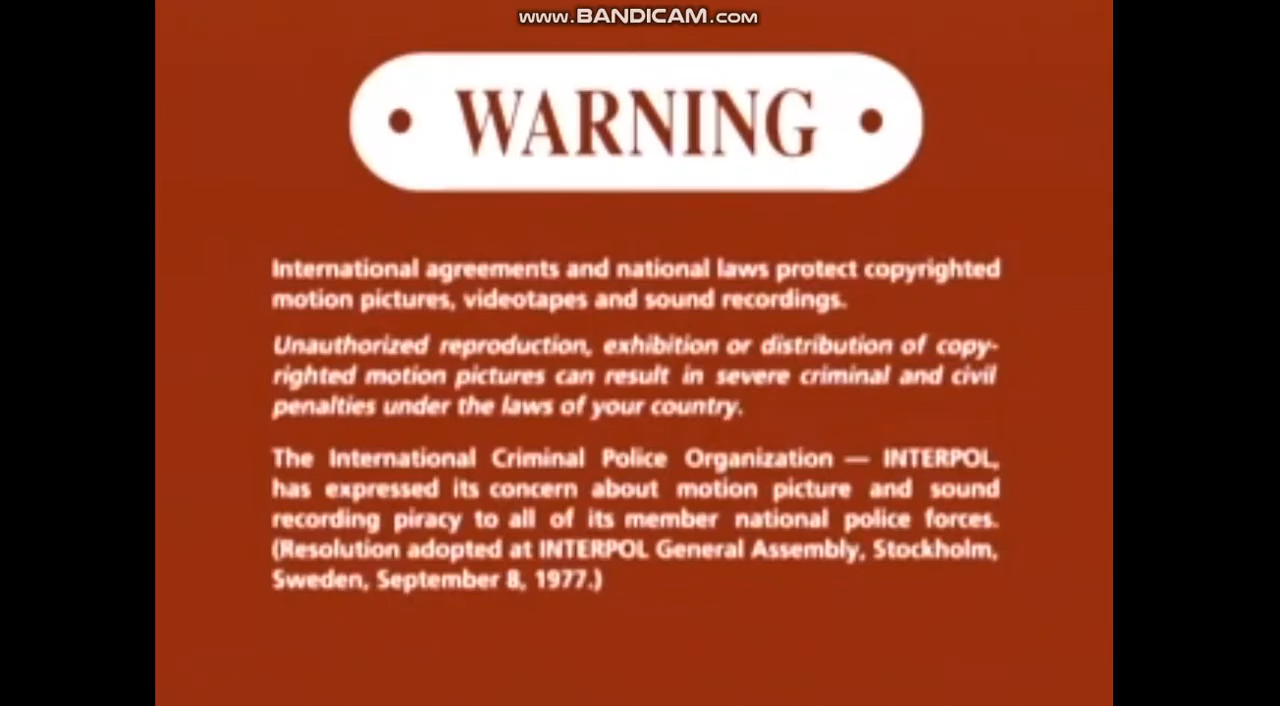 www.BANDICAM.com
• WARNING •
International agreements and national laws protect copyrighted
motion pictures, videotapes and sound recordings.
Unauthorized reproduction, exhibition or distribution of copy-
righted motion pictures can result in severe criminal and civil
penalties under the laws of your country.
The International Criminal Police Organization — INTERPOL,
has expressed its concern about motion picture and sound
recording piracy to all of its member national police forces.
(Resolution adopted at INTERPOL General Assembly, Stockholm,
Sweden, September 8, 1977.)